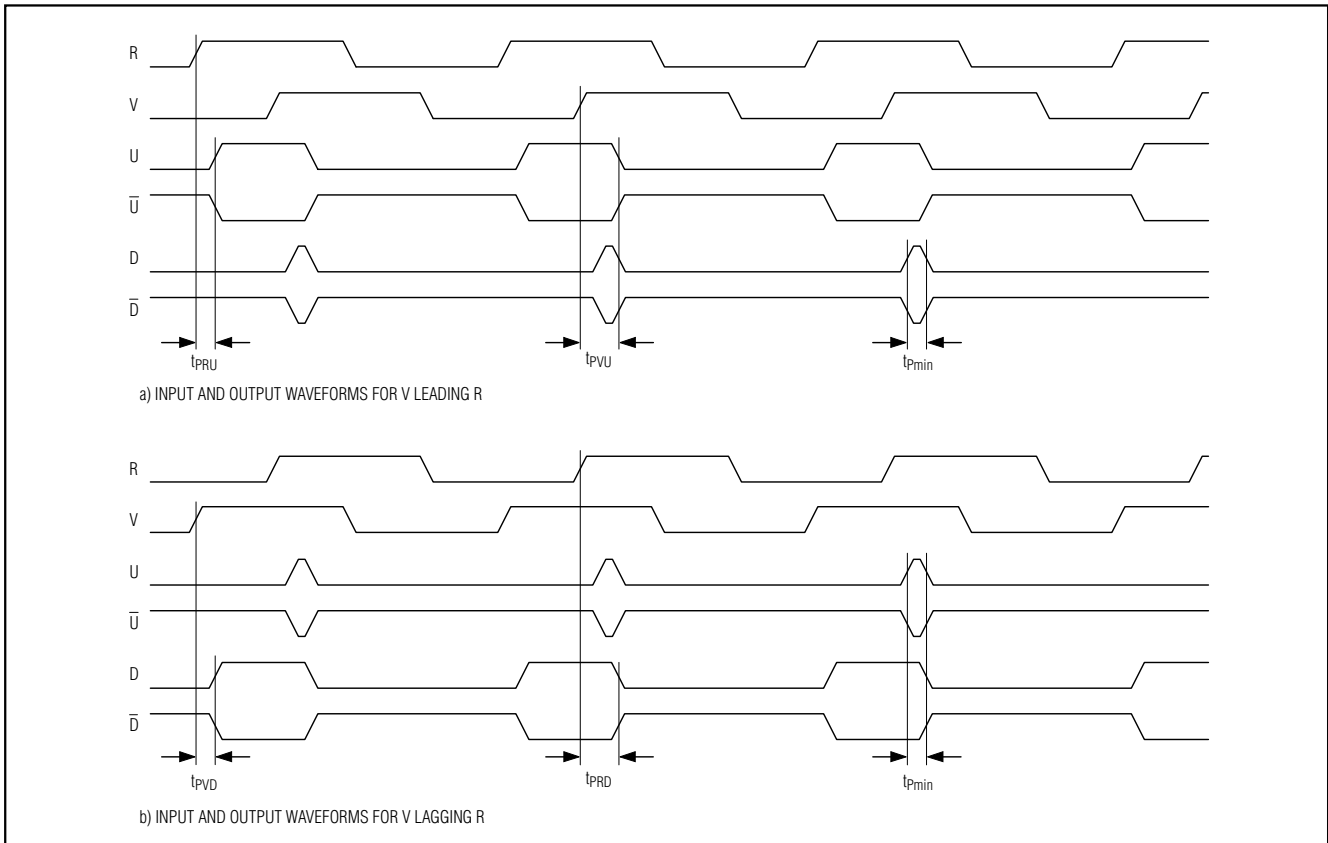 R
V
U
U̅
D
D̅
tPRU tPVU tPmin
a) INPUT AND OUTPUT WAVEFORMS FOR V LEADING R
R
V
U
U̅
D
D̅
tPVD tPRD tPmin
b) INPUT AND OUTPUT WAVEFORMS FOR V LAGGING R